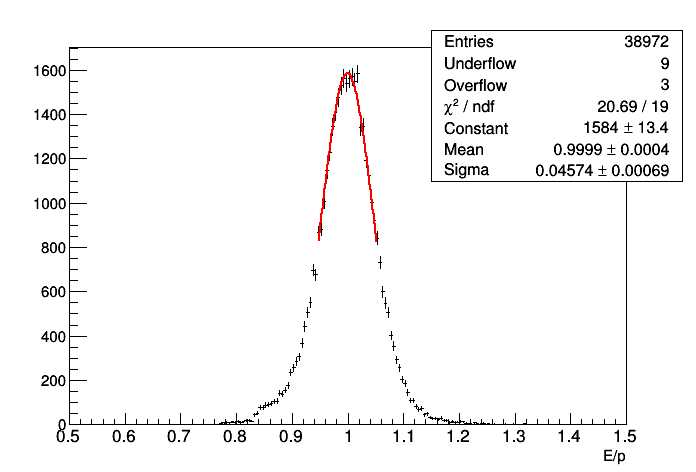 Entries 38972
Underflow 9
Overflow 3
χ² / ndf 20.69 / 19
Constant 1584 ± 13.4
Mean 0.9999 ± 0.0004
Sigma 0.04574 ± 0.00069
1600
1400
1200
1000
800
600
400
200
0
0.5 0.6 0.7 0.8 0.9 1 1.1 1.2 1.3 1.4 1.5
E/p